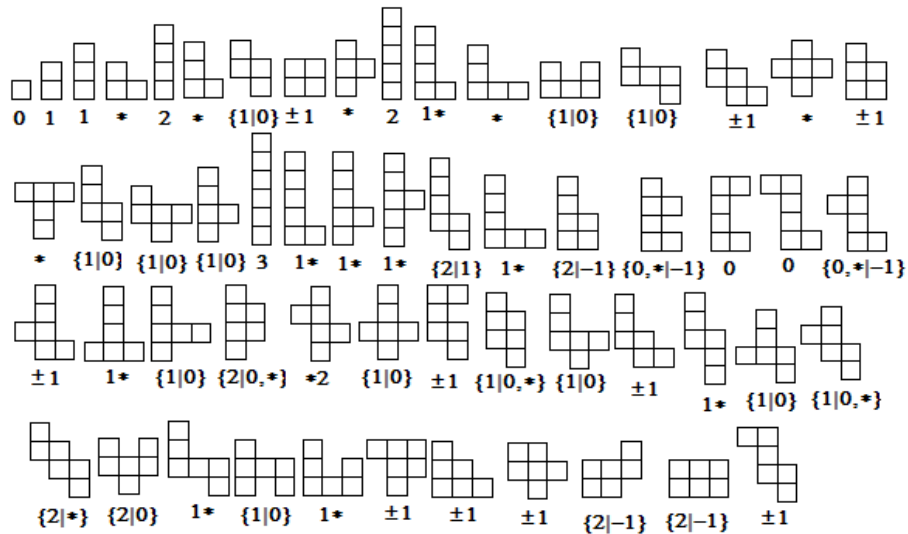 0 1 1 * 2 * {1|0} ±1 * 2 1* * {1|0} {1|0} ±1 * ±1
* {1|0} {1|0} {1|0} 3 1* 1* 1* {2|1} 1* {2|-1} {0,*|-1} 0 0 {0,*|-1}
±1 1* {1|0} {2|0,*} *2 {1|0} ±1 {1|0,*} {1|0} ±1 1* {1|0} {1|0,*}
{2|*} {2|0} 1* {1|0} 1* ±1 ±1 ±1 {2|-1} {2|-1} ±1